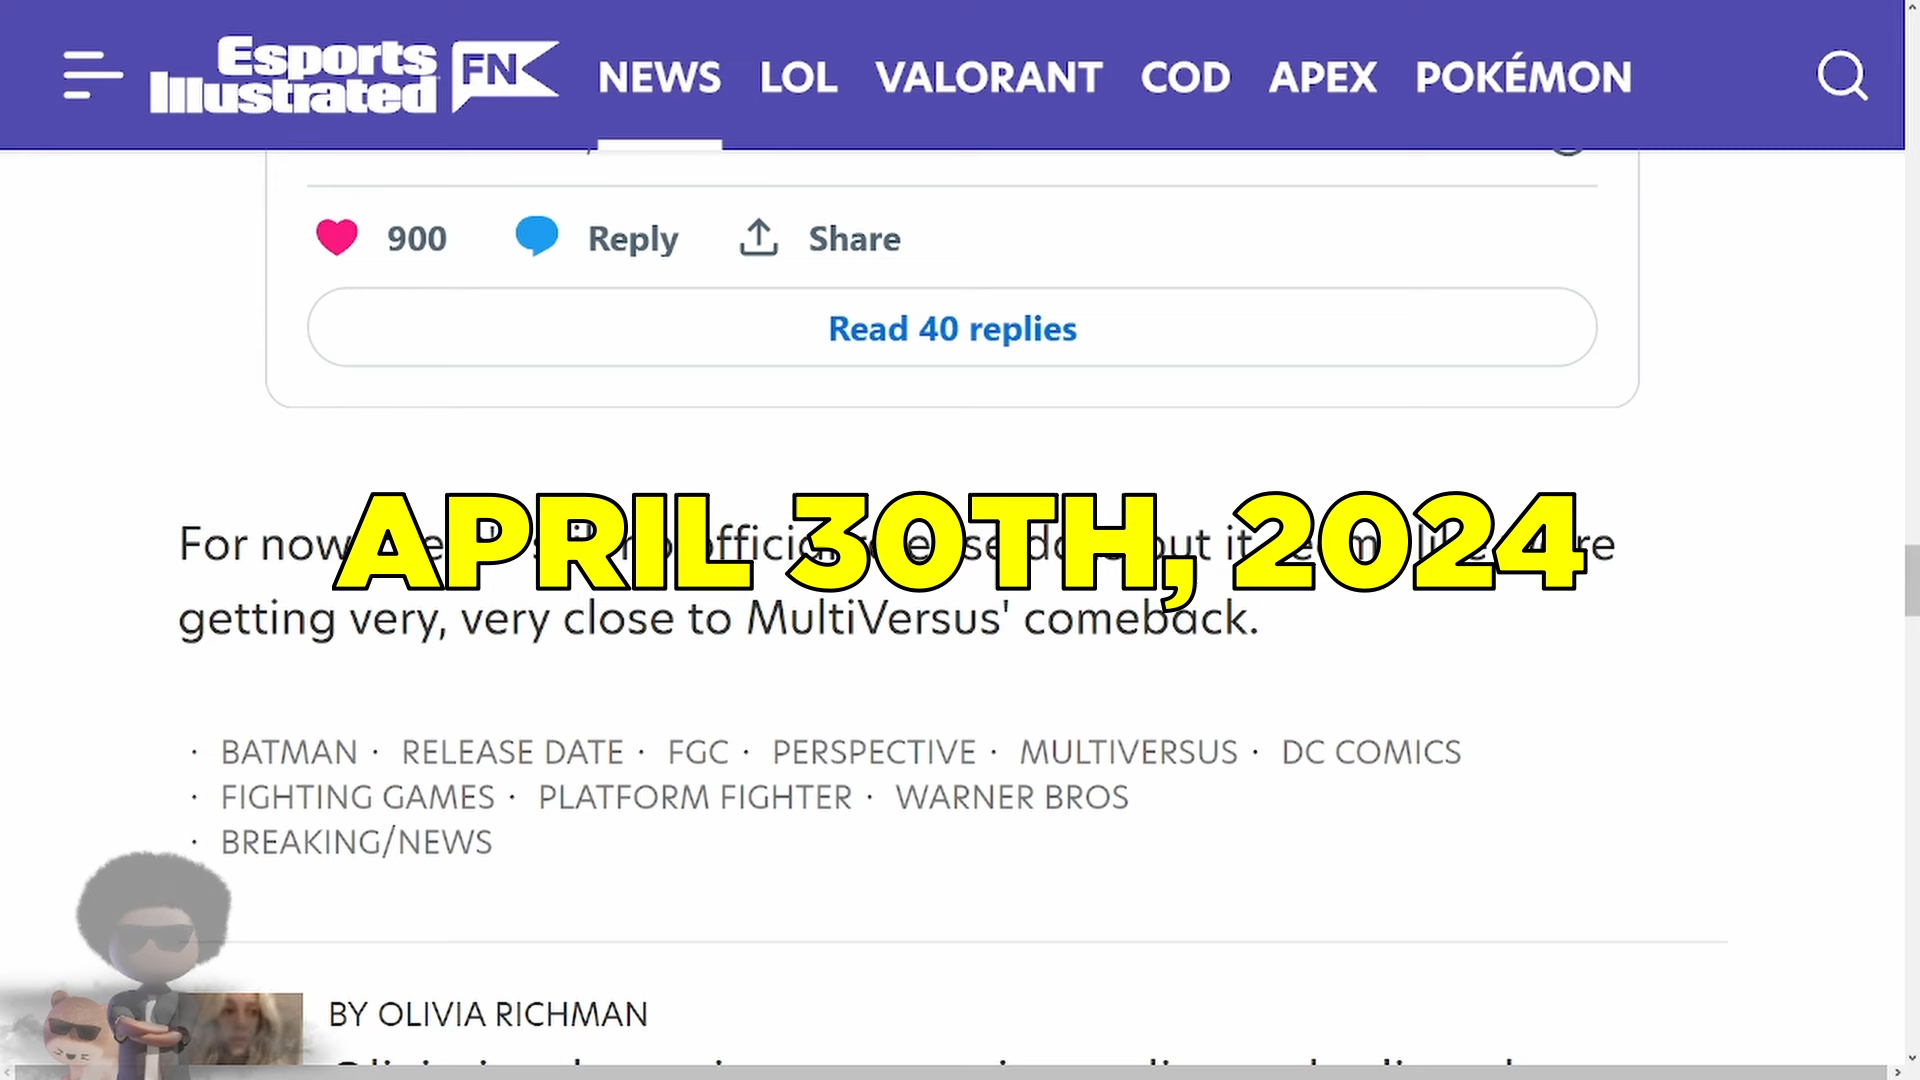 Esports
Illustrated
FN
NEWS LOL VALORANT COD APEX POKÉMON
900 Reply Share
Read 40 replies
APRIL 30TH, 2024
For now
getting very, very close to MultiVersus' comeback.
· BATMAN · RELEASE DATE · FGC · PERSPECTIVE · MULTIVERSUS · DC COMICS
· FIGHTING GAMES · PLATFORM FIGHTER · WARNER BROS
· BREAKING/NEWS
BY OLIVIA RICHMAN